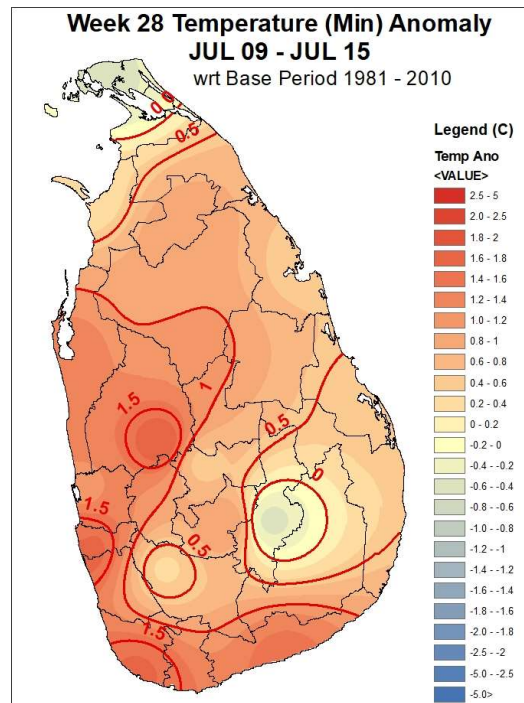 Week 28 Temperature (Min) Anomaly
JUL 09 - JUL 15
wrt Base Period 1981 - 2010
0.0
0.5
1.5
1
0.5
0
1.5
0.5
1.5
Legend (C)
Temp Ano
<VALUE>
2.5 - 5
2.0 - 2.5
1.8 - 2
1.6 - 1.8
1.4 - 1.6
1.2 - 1.4
1.0 - 1.2
0.8 - 1
0.6 - 0.8
0.4 - 0.6
0.2 - 0.4
0 - 0.2
-0.2 - 0
-0.4 - -0.2
-0.6 - -0.4
-0.8 - -0.6
-1.0 - -0.8
-1.2 - -1
-1.4 - -1.2
-1.6 - -1.4
-1.8 - -1.6
-2.0 - -1.8
-2.5 - -2
-5.0 - -2.5
-5.0>